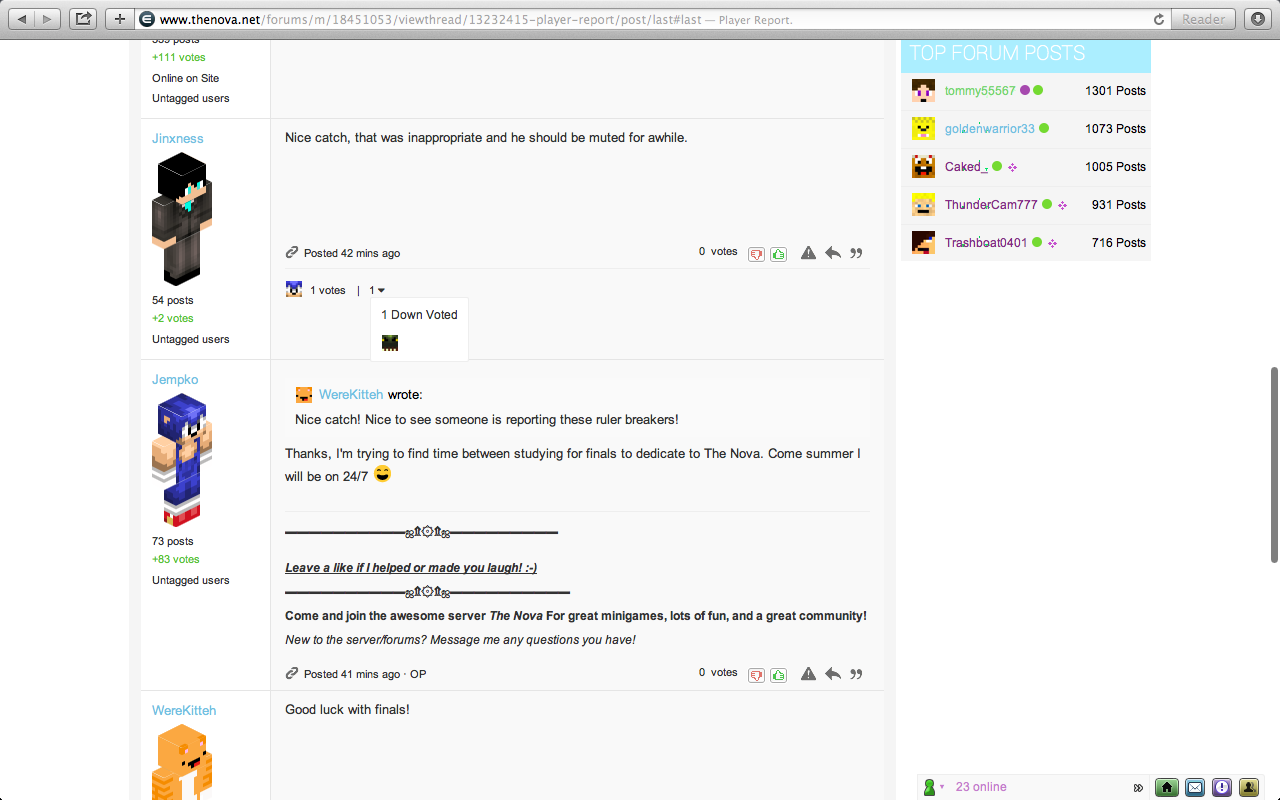 www.thenova.net/forums/m/18451053/viewthread/13232415-player-report/post/last#last — Player Report.
Reader
+111 votes
Online on Site
Untagged users
Jinxness
54 posts
+2 votes
Untagged users
Nice catch, that was inappropriate and he should be muted for awhile.
Posted 42 mins ago
0 votes
1 votes | 1
1 Down Voted
Jempko
73 posts
+83 votes
Untagged users
WereKitteh wrote:
Nice catch! Nice to see someone is reporting these ruler breakers!
Thanks, I'm trying to find time between studying for finals to dedicate to The Nova. Come summer I
will be on 24/7
Leave a like if I helped or made you laugh! :-)
Come and join the awesome server The Nova For great minigames, lots of fun, and a great community!
New to the server/forums? Message me any questions you have!
Posted 41 mins ago · OP
0 votes
WereKitteh
Good luck with finals!
TOP FORUM POSTS
tommy55567 1301 Posts
goldenwarrior33 1073 Posts
Caked_ 1005 Posts
ThunderCam777 931 Posts
Trashboat0401 716 Posts
23 online